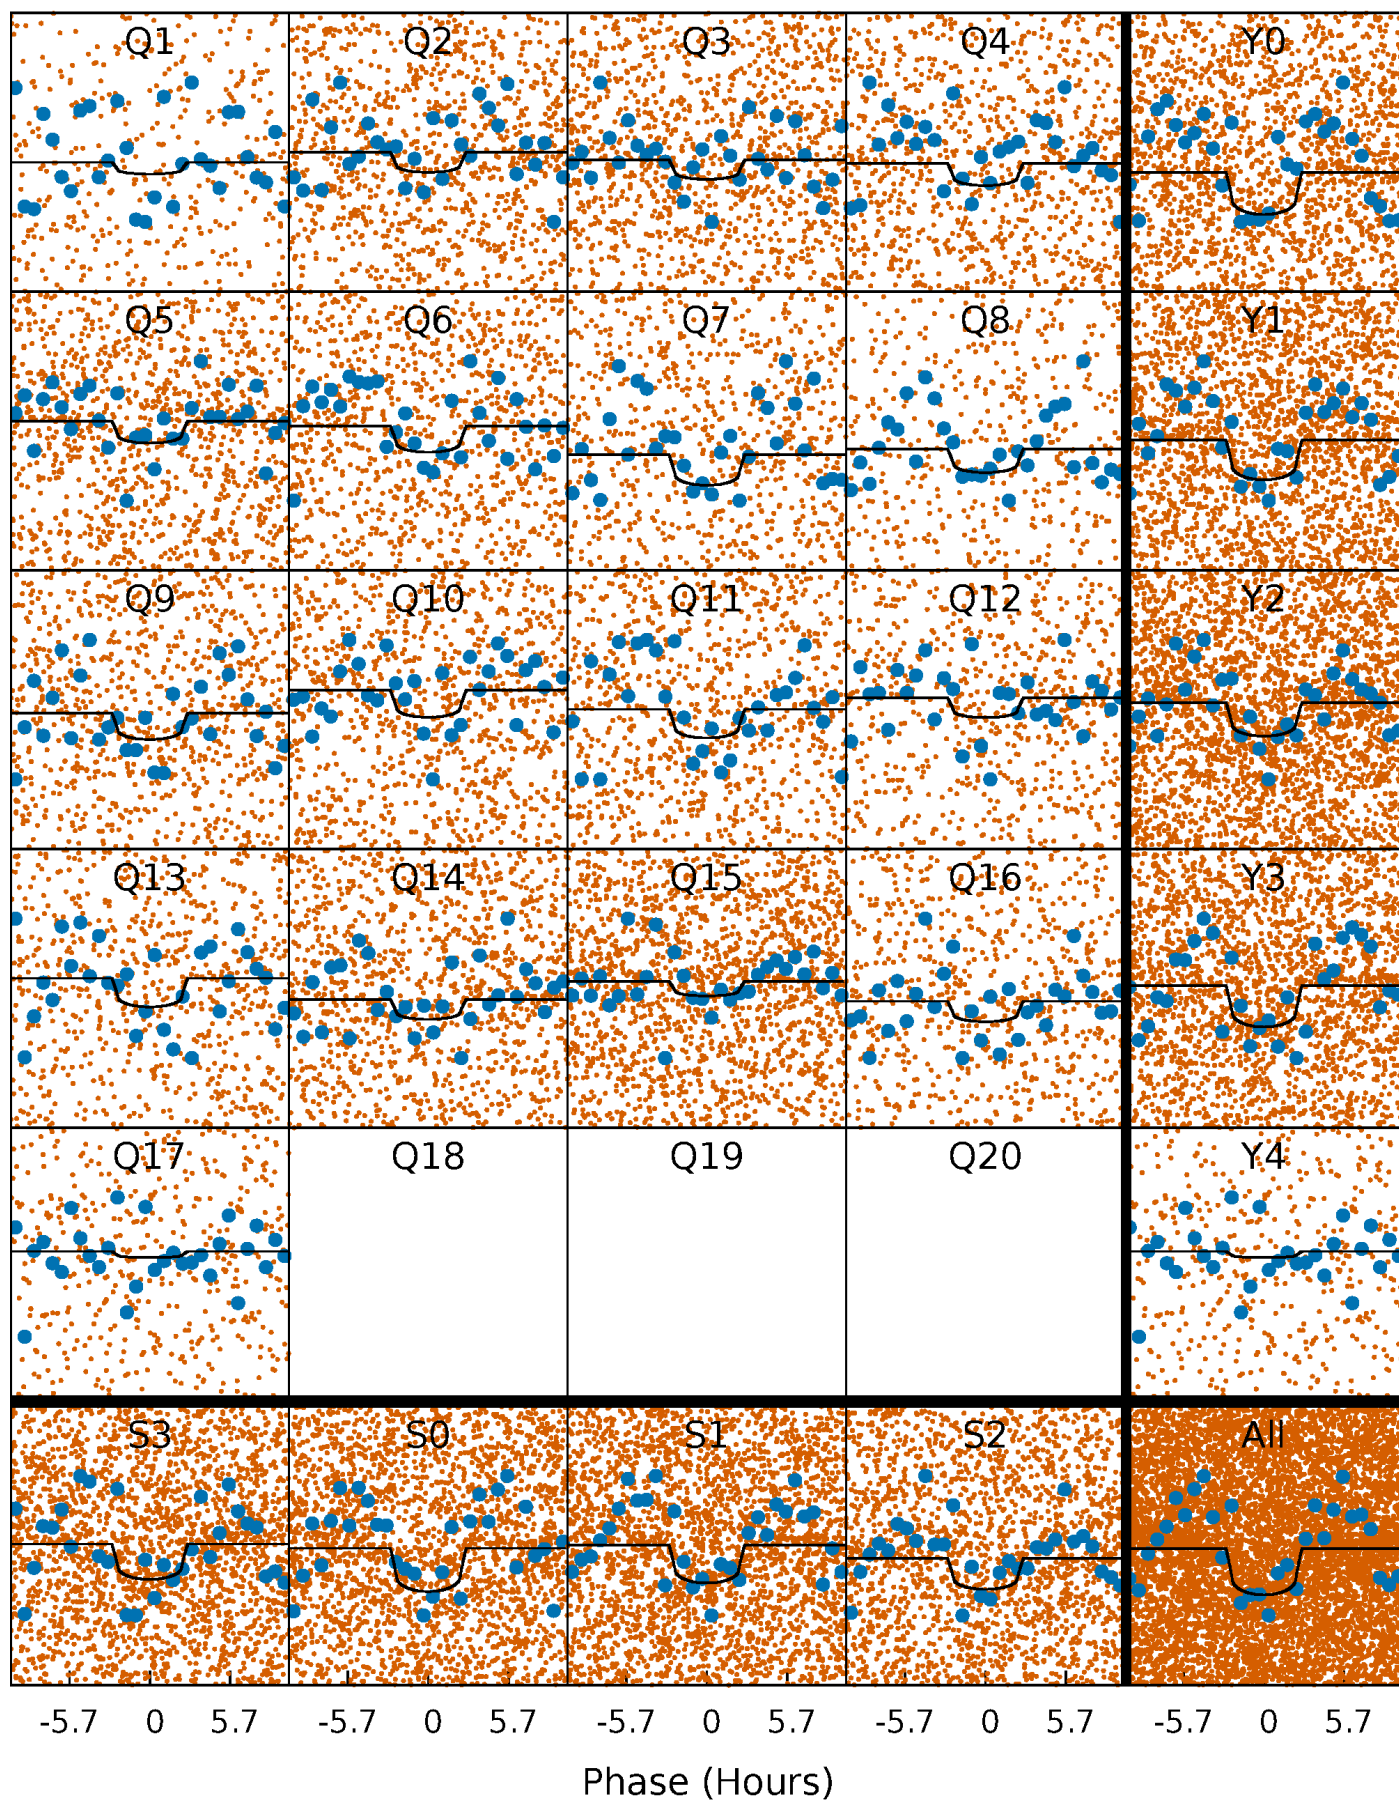 Q1 Q2 Q3 Q4 Y0
Q5 Q6 Q7 Q8 Y1
Q9 Q10 Q11 Q12 Y2
Q13 Q14 Q15 Q16 Y3
Q17 Q18 Q19 Q20 Y4
S3 S0 S1 S2 All
-5.7 0 5.7 -5.7 0 5.7 -5.7 0 5.7 -5.7 0 5.7 -5.7 0 5.7
Phase (Hours)